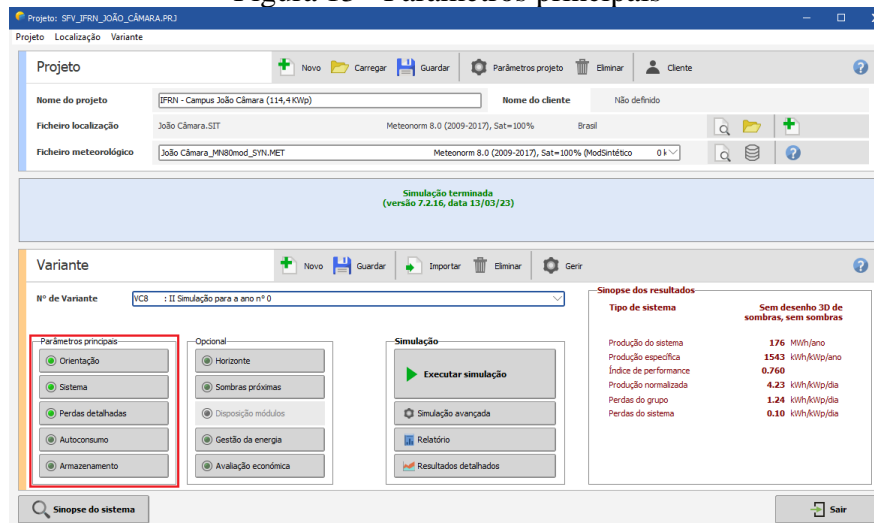 Projeto: SFV_IFRN_JOÃO_CÂMARA.PRJ
Projeto Localização Variante
Projeto
Novo Carregar Guardar Parâmetros projeto Eliminar Cliente
Nome do projeto IFRN - Campus João Câmara (114,4 KWp) Nome do cliente Não definido
Ficheiro localização João Câmara.SIT Meteonorm 8.0 (2009-2017), Sat=100% Brasil
Ficheiro meteorológico João Câmara_MN80mod_SYN.MET Meteonorm 8.0 (2009-2017), Sat=100% (ModSintético 0 k
Simulação terminada
(versão 7.2.16, data 13/03/23)
Variante
Novo Guardar Importar Eliminar Gerir
Nº de Variante VC8 : II Simulação para a ano nº 0
Parâmetros principais
Orientação
Sistema
Perdas detalhadas
Autoconsumo
Armazenamento
Opcional
Horizonte
Sombras próximas
Disposição módulos
Gestão da energia
Avaliação económica
Simulação
Executar simulação
Simulação avançada
Relatório
Resultados detalhados
Sinopse dos resultados
Tipo de sistema Sem desenho 3D de
sombras, sem sombras
Produção do sistema 176 MWh/ano
Produção específica 1543 kWh/kWp/ano
Índice de performance 0.760
Produção normalizada 4.23 kWh/kWp/dia
Perdas do grupo 1.24 kWh/kWp/dia
Perdas do sistema 0.10 kWh/kWp/dia
Sinopse do sistema
Sair